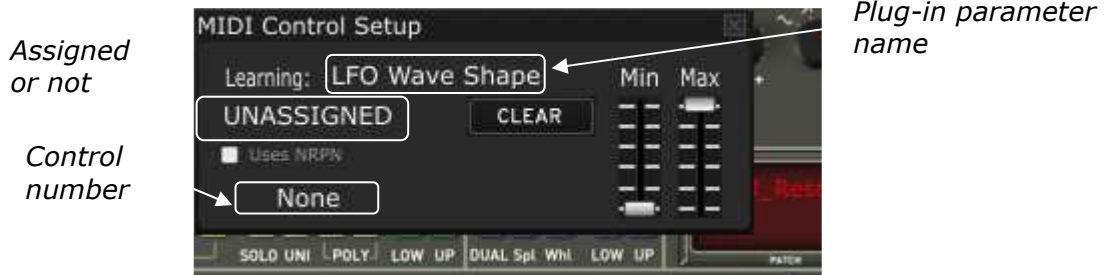 Plug-in parameter
name
Assigned
or not
Control
number
MIDI Control Setup
Learning: LFO Wave Shape Min Max
UNASSIGNED CLEAR
Uses NRPN
None
SOLO UNI POLY LOW UP DUAL Spl Whl LOW UP
PATCH